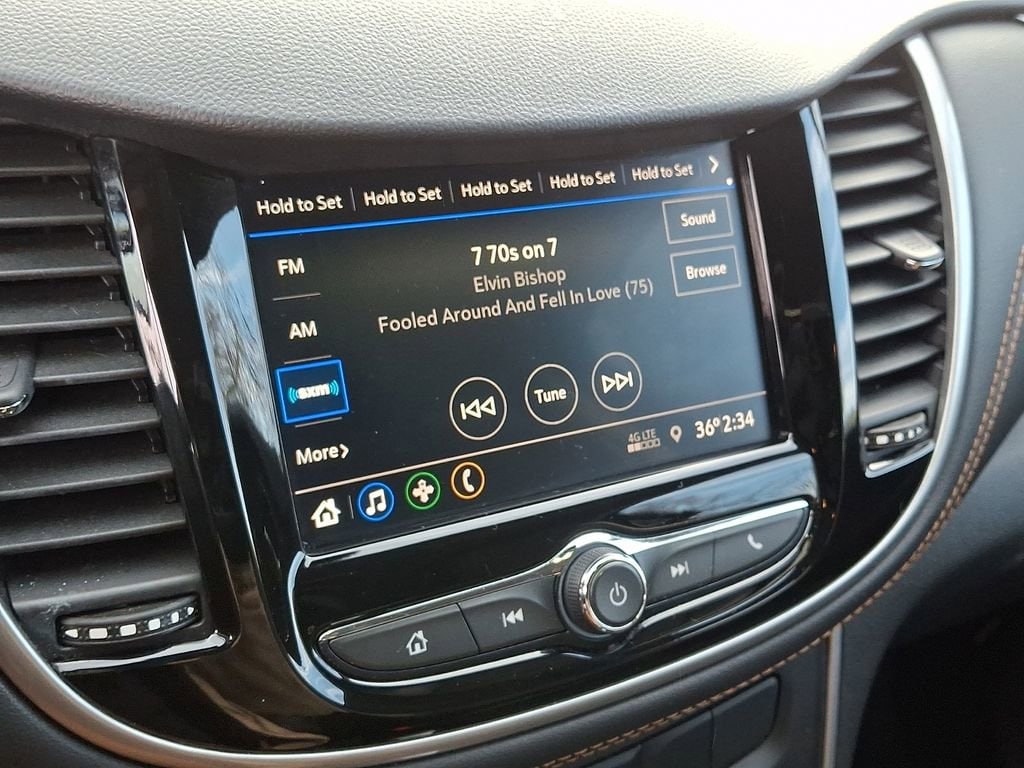 Hold to Set Hold to Set Hold to Set Hold to Set Hold to Set
FM
7 70s on 7
Sound
Elvin Bishop
Browse
Fooled Around And Fell In Love (75)
AM
sxm
Tune
More
4G LTE
36° 2:34